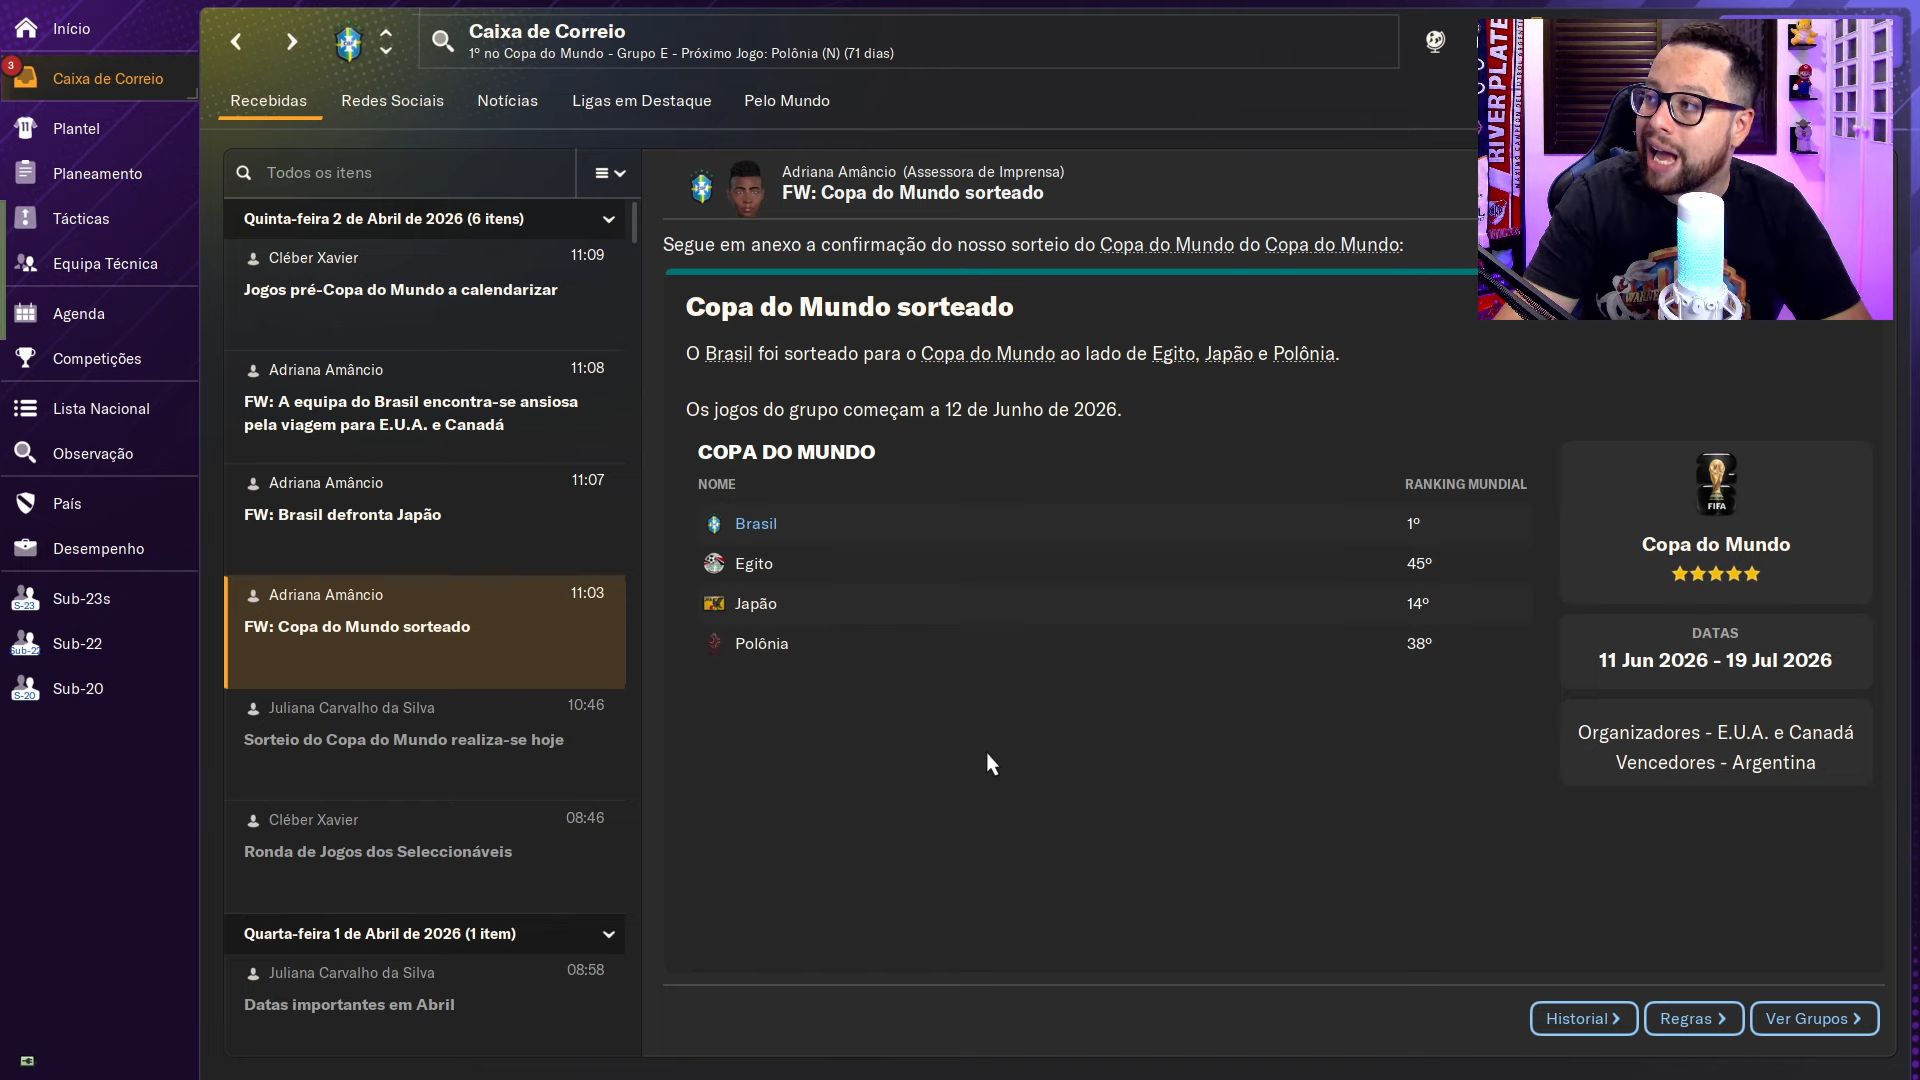 Início
3
Caixa de Correio
Plantel
Planeamento
Tácticas
Equipa Técnica
Agenda
Competições
Lista Nacional
Observação
País
Desempenho
S-23
Sub-23s
Sub-22
Sub-22
S-20
Sub-20
Caixa de Correio
1º no Copa do Mundo - Grupo E - Próximo Jogo: Polônia (N) (71 dias)
Recebidas
Redes Sociais
Notícias
Ligas em Destaque
Pelo Mundo
Todos os itens
Quinta-feira 2 de Abril de 2026 (6 itens)
Cléber Xavier
11:09
Jogos pré-Copa do Mundo a calendarizar
Adriana Amâncio
11:08
FW: A equipa do Brasil encontra-se ansiosa
pela viagem para E.U.A. e Canadá
Adriana Amâncio
11:07
FW: Brasil defronta Japão
Adriana Amâncio
11:03
FW: Copa do Mundo sorteado
Juliana Carvalho da Silva
10:46
Sorteio do Copa do Mundo realiza-se hoje
Cléber Xavier
08:46
Ronda de Jogos dos Seleccionáveis
Quarta-feira 1 de Abril de 2026 (1 item)
Juliana Carvalho da Silva
08:58
Datas importantes em Abril
Adriana Amâncio (Assessora de Imprensa)
FW: Copa do Mundo sorteado
Segue em anexo a confirmação do nosso sorteio do Copa do Mundo do Copa do Mundo:
Copa do Mundo sorteado
O Brasil foi sorteado para o Copa do Mundo ao lado de Egito, Japão e Polônia.
Os jogos do grupo começam a 12 de Junho de 2026.
COPA DO MUNDO
NOME
RANKING MUNDIAL
Brasil
1º
Egito
45º
Japão
14º
Polônia
38º
FIFA
Copa do Mundo
DATAS
11 Jun 2026 - 19 Jul 2026
Organizadores - E.U.A. e Canadá
Vencedores - Argentina
Historial
Regras
Ver Grupos
RIVER PLATE